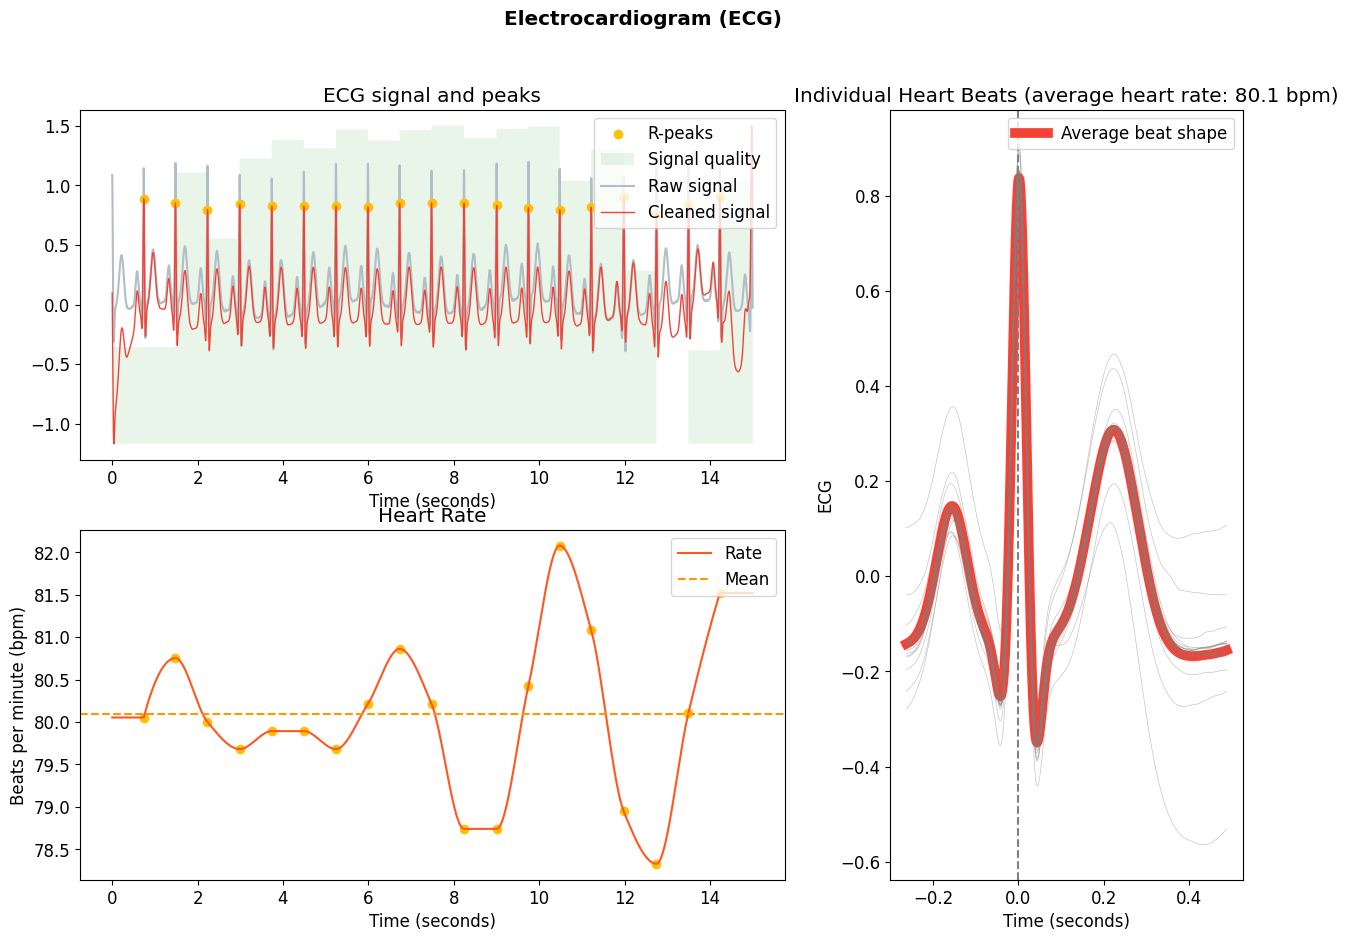 Electrocardiogram (ECG)
ECG signal and peaks
1.5
1.0
0.5
0.0
−0.5
−1.0
R-peaks
Signal quality
Raw signal
Cleaned signal
0 2 4 6 8 10 12 14
Time (seconds)
Heart Rate
Beats per minute (bpm)
82.0
81.5
81.0
80.5
80.0
79.5
79.0
78.5
Rate
Mean
0 2 4 6 8 10 12 14
Time (seconds)
Individual Heart Beats (average heart rate: 80.1 bpm)
Average beat shape
ECG
0.8
0.6
0.4
0.2
0.0
−0.2
−0.4
−0.6
−0.2 0.0 0.2 0.4
Time (seconds)